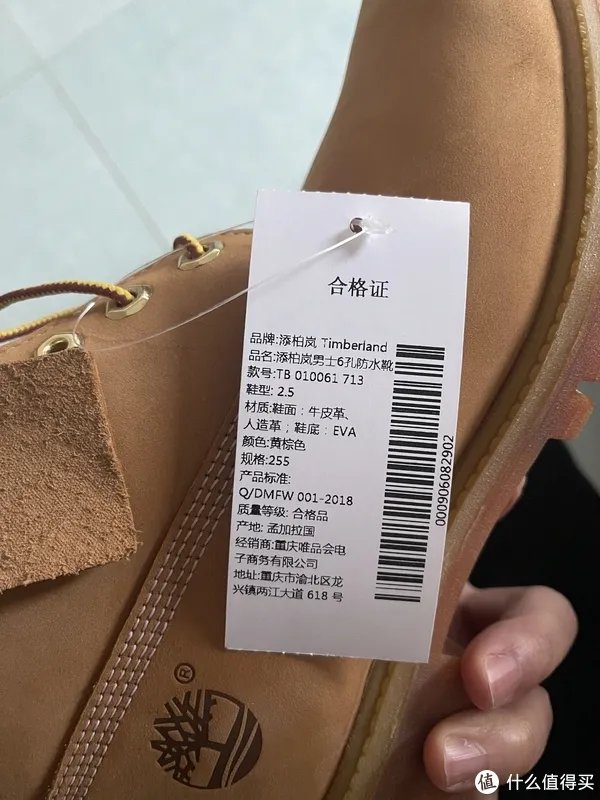 合格证
品牌:添柏岚 Timberland
品名:添柏岚男士6孔防水靴
款号:TB 010061 713
鞋型: 2.5
材质:鞋面：牛皮革、
人造革；鞋底：EVA
颜色:黄棕色
规格:255
产品标准:
Q/DMFW 001-2018
质量等级: 合格品
产地: 孟加拉国
经销商:重庆唯品会电
子商务有限公司
地址:重庆市渝北区龙
兴镇两江大道 618 号
000906082902
®
值 什么值得买